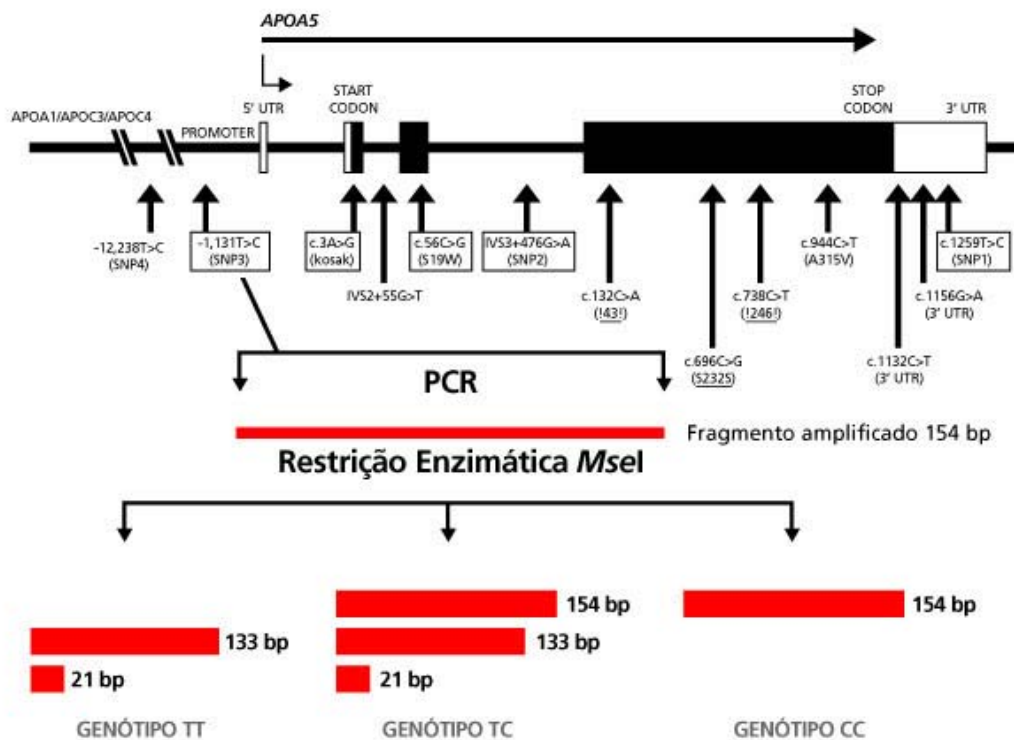 APOA5
START
CODON
STOP
CODON
5' UTR
3' UTR
APOA1/APOC3/APOC4
PROMOTER
-12,238T>C
(SNP4)
-1,131T>C
(SNP3)
c.3A>G
(kosak)
IVS2+55G>T
c.56C>G
(S19W)
IVS3+476G>A
(SNP2)
c.132C>A
(!43!)
c.696C>G
(S232S)
c.738C>T
(!246!)
c.944C>T
(A315V)
c.1132C>T
(3' UTR)
c.1156G>A
(3' UTR)
c.1259T>C
(SNP1)
PCR
Fragmento amplificado 154 bp
Restrição Enzimática MseI
133 bp
21 bp
GENÓTIPO TT
154 bp
133 bp
21 bp
GENÓTIPO TC
154 bp
GENÓTIPO CC